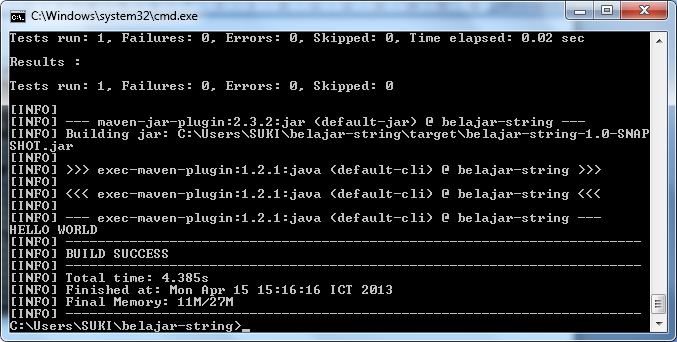 C:\Windows\system32\cmd.exe
Tests run: 1, Failures: 0, Errors: 0, Skipped: 0, Time elapsed: 0.02 sec
Results :
Tests run: 1, Failures: 0, Errors: 0, Skipped: 0
[INFO]
[INFO] --- maven-jar-plugin:2.3.2:jar (default-jar) @ belajar-string ---
[INFO] Building jar: C:\Users\SUKI\belajar-string\target\belajar-string-1.0-SNAP
SHOT.jar
[INFO]
[INFO] >>> exec-maven-plugin:1.2.1:java (default-cli) @ belajar-string >>>
[INFO]
[INFO] <<< exec-maven-plugin:1.2.1:java (default-cli) @ belajar-string <<<
[INFO]
[INFO] --- exec-maven-plugin:1.2.1:java (default-cli) @ belajar-string ---
HELLO WORLD
[INFO] ------------------------------------------------------------------------
[INFO] BUILD SUCCESS
[INFO] ------------------------------------------------------------------------
[INFO] Total time: 4.385s
[INFO] Finished at: Mon Apr 15 15:16:16 ICT 2013
[INFO] Final Memory: 11M/27M
[INFO] ------------------------------------------------------------------------
C:\Users\SUKI\belajar-string>_